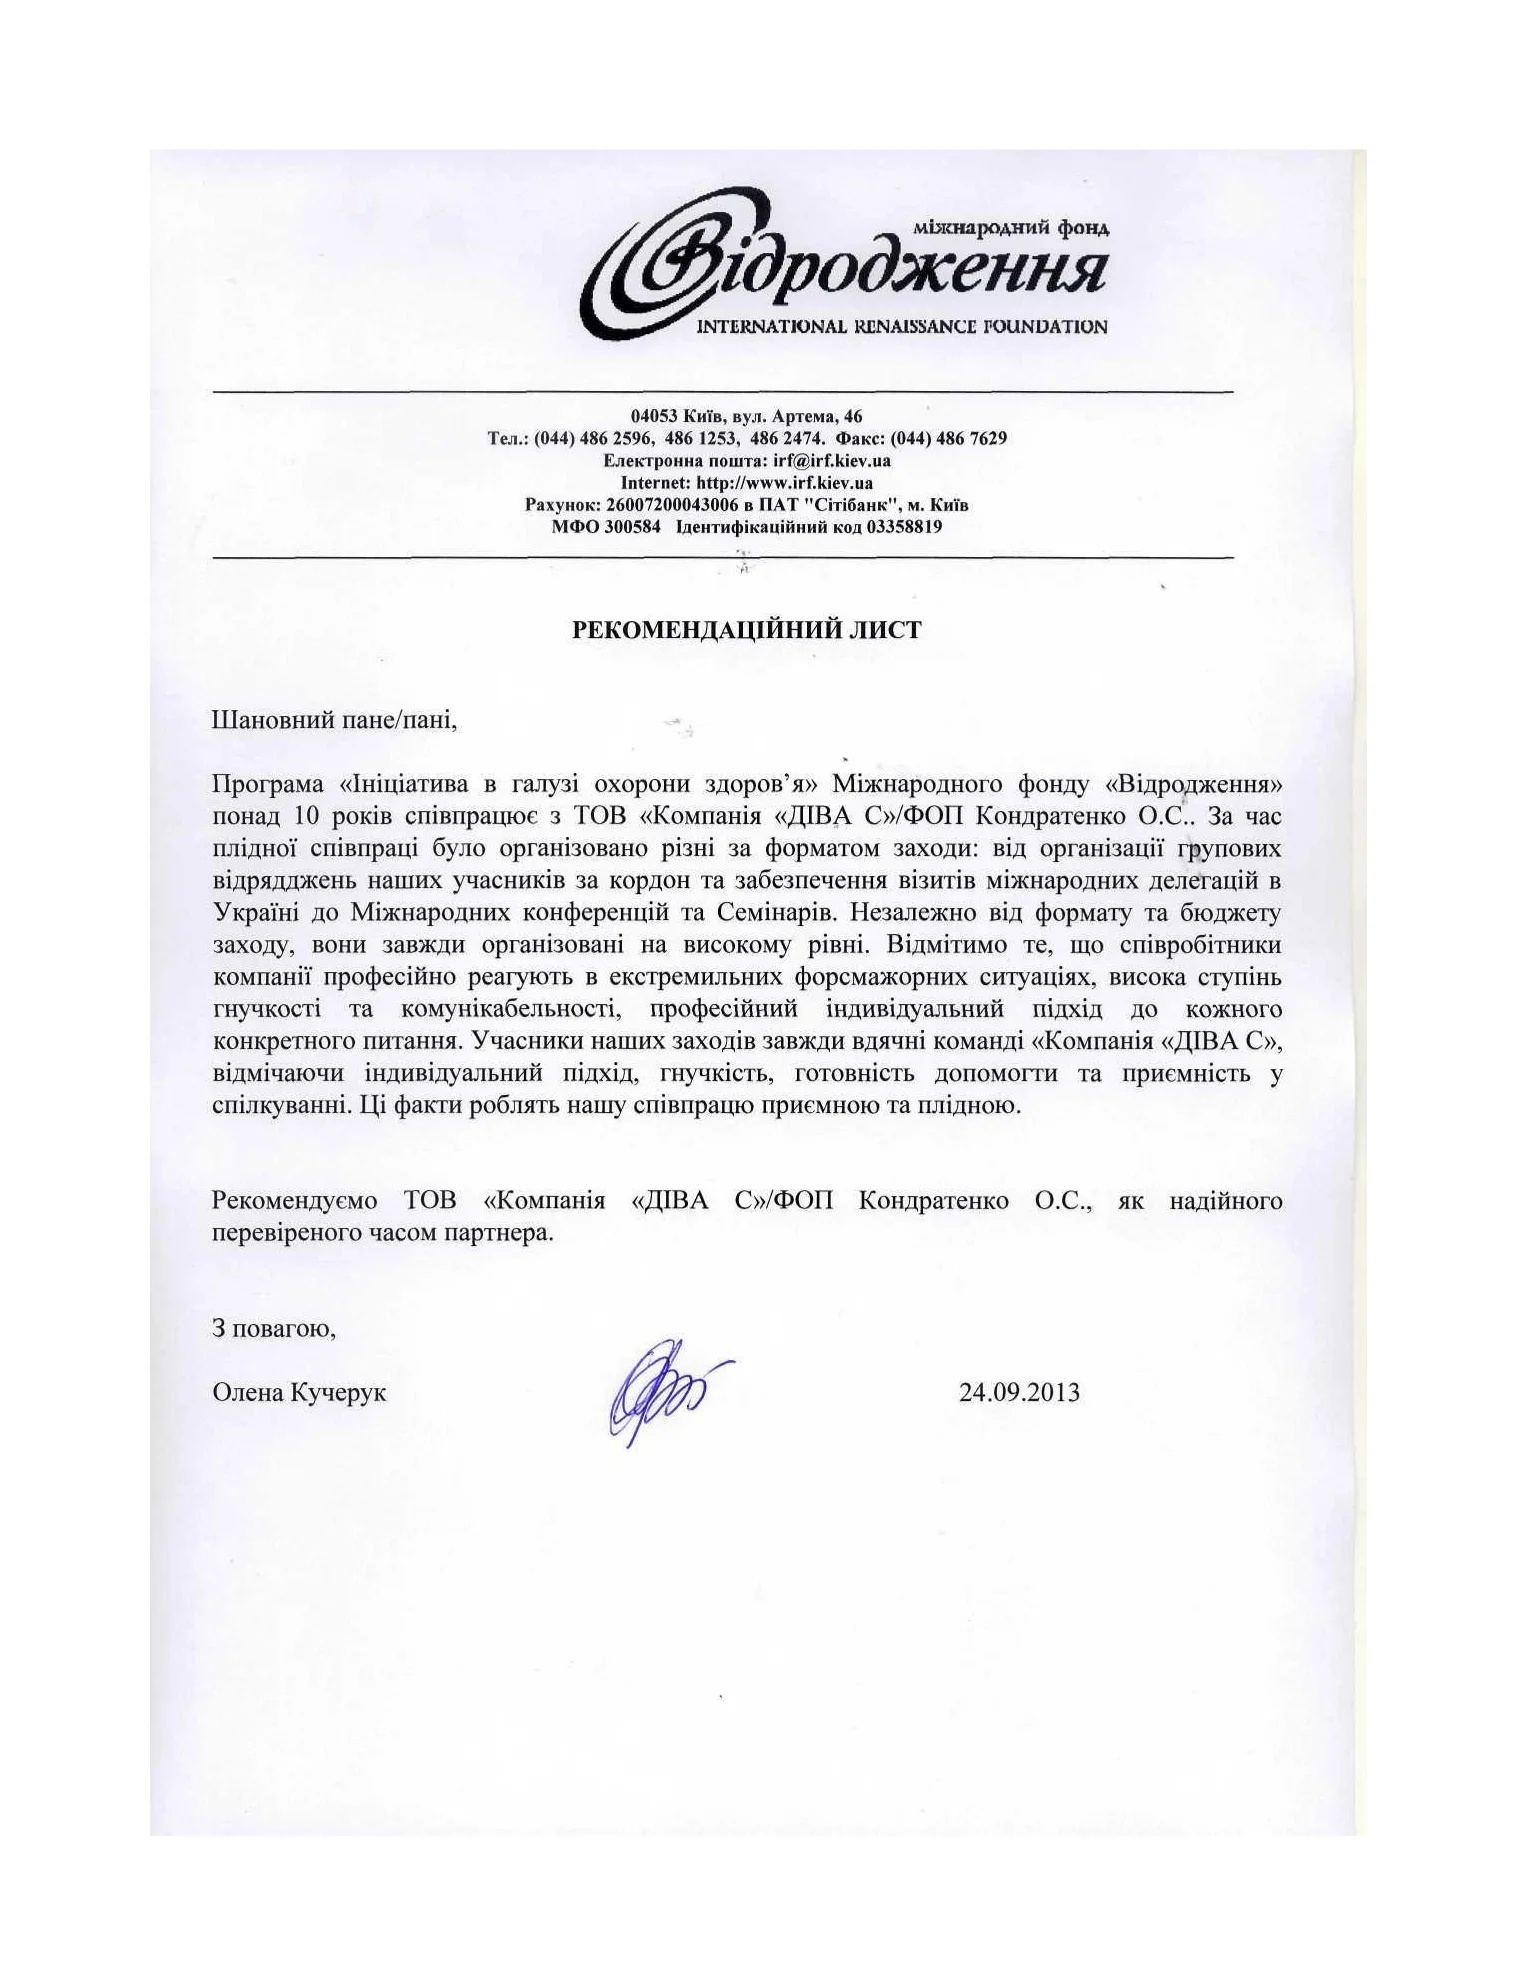 міжнародний фонд
Відродження
INTERNATIONAL RENAISSANCE FOUNDATION
04053 Київ, вул. Артема, 46
Тел.: (044) 486 2596, 486 1253, 486 2474. Факс: (044) 486 7629
Електронна пошта: irf@irf.kiev.ua
Internet: http://www.irf.kiev.ua
Рахунок: 26007200043006 в ПАТ "Сітібанк", м. Київ
МФО 300584 Ідентифікаційний код 03358819
РЕКОМЕНДАЦІЙНИЙ ЛИСТ
Шановний пане/пані,
Програма «Ініціатива в галузі охорони здоров’я» Міжнародного фонду «Відродження»
понад 10 років співпрацює з ТОВ «Компанія «ДІВА С»/ФОП Кондратенко О.С.. За час
плідної співпраці було організовано різні за форматом заходи: від організації групових
відрядджень наших учасників за кордон та забезпечення візитів міжнародних делегацій в
Україні до Міжнародних конференцій та Семінарів. Незалежно від формату та бюджету
заходу, вони завжди організовані на високому рівні. Відмітимо те, що співробітники
компанії професійно реагують в екстремильних форсмажорних ситуаціях, висока ступінь
гнучкості та комунікабельності, професійний індивідуальний підхід до кожного
конкретного питання. Учасники наших заходів завжди вдячні команді «Компанія «ДІВА С»,
відмічаючи індивідуальний підхід, гнучкість, готовність допомогти та приємність у
спілкуванні. Ці факти роблять нашу співпрацю приємною та плідною.
Рекомендуємо ТОВ «Компанія «ДІВА С»/ФОП Кондратенко О.С., як надійного
перевіреного часом партнера.
З повагою,
Олена Кучерук 24.09.2013